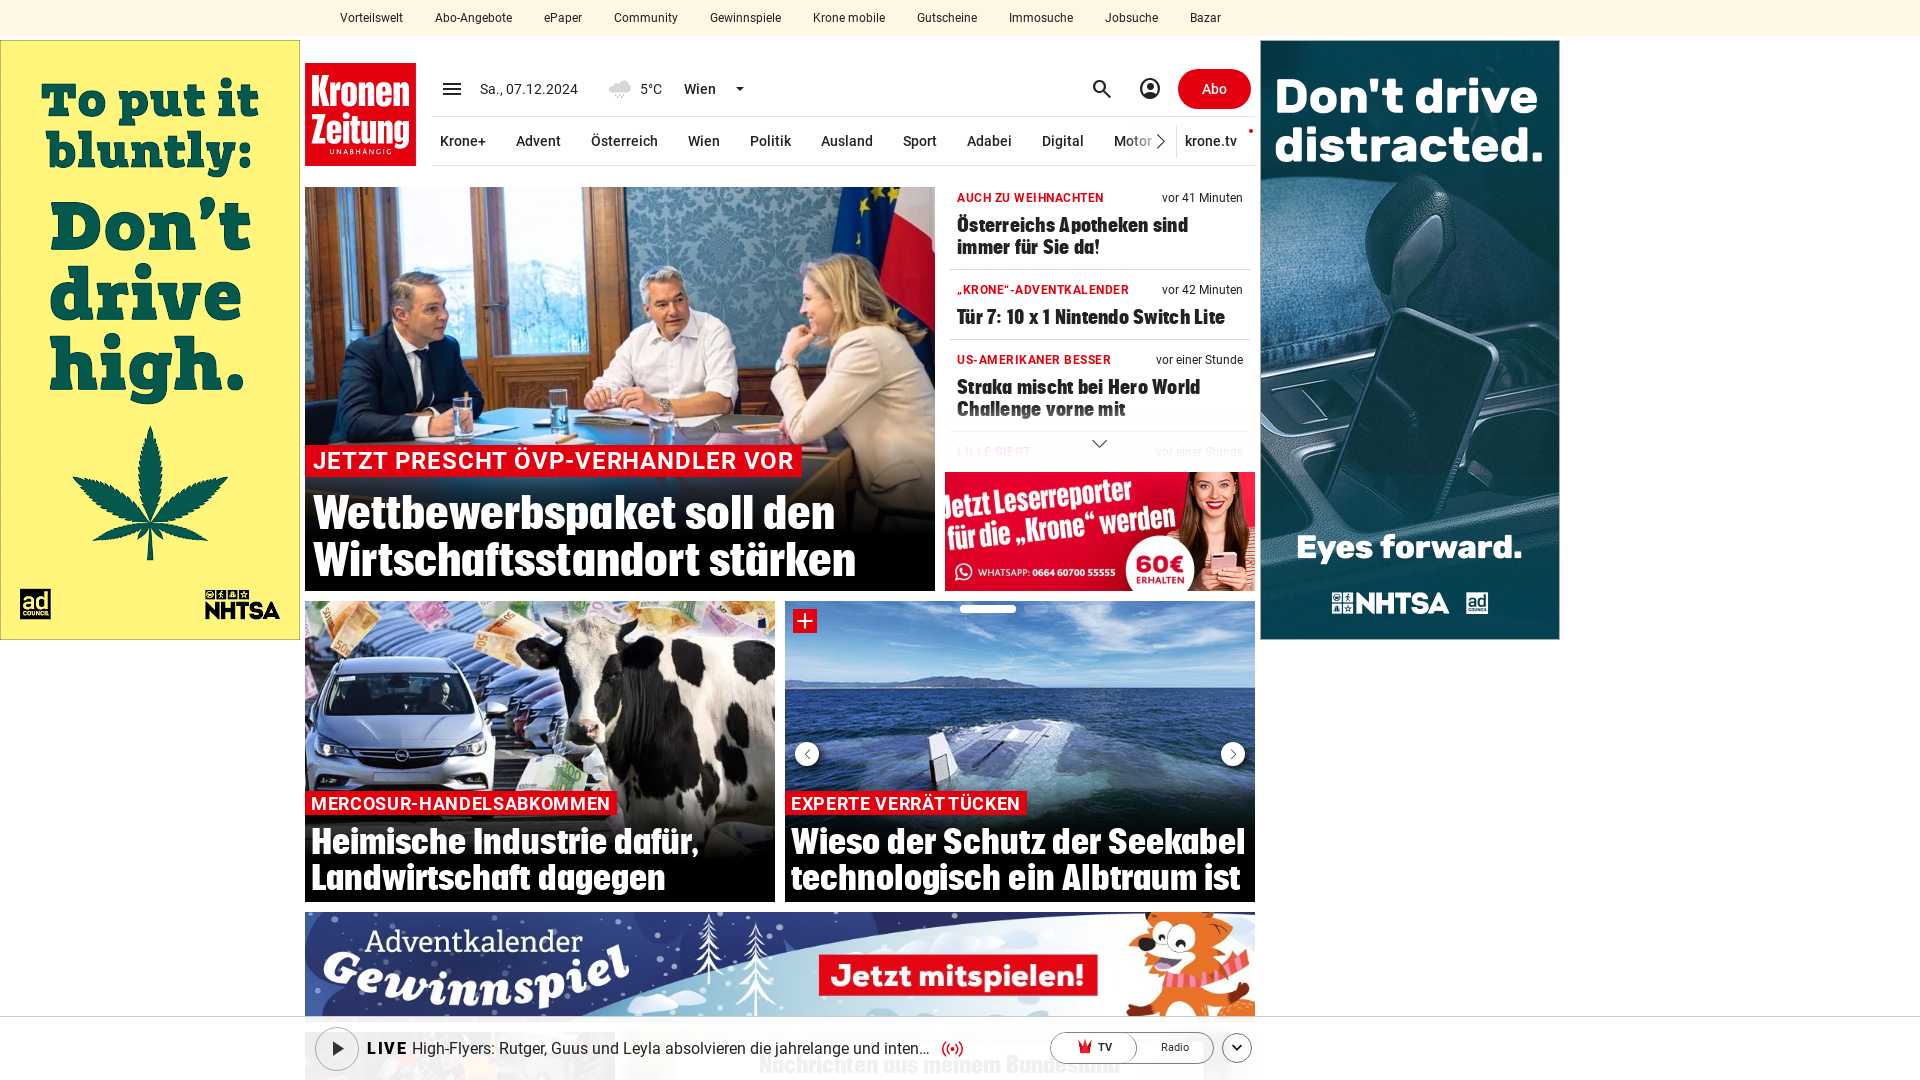 Vorteilswelt
Abo-Angebote
ePaper
Community
Gewinnspiele
Krone mobile
Gutscheine
Immosuche
Jobsuche
Bazar
To put it
bluntly:
Don't
drive
high.
ad
COUNCIL
NHTSA
Kronen
Zeitung
UNABHÄNGIG
Sa., 07.12.2024
5°C
Wien
Abo
Krone+
Advent
Österreich
Wien
Politik
Ausland
Sport
Adabei
Digital
Motor
krone.tv
JETZT PRESCHT ÖVP-VERHANDLER VOR
Wettbewerbspaket soll den
Wirtschaftsstandort stärken
AUCH ZU WEIHNACHTEN
vor 41 Minuten
Österreichs Apotheken sind
immer für Sie da!
„KRONE“-ADVENTKALENDER
vor 42 Minuten
Tür 7: 10 x 1 Nintendo Switch Lite
US-AMERIKANER BESSER
vor einer Stunde
Straka mischt bei Hero World
Challenge vorne mit
LILLE SIEGT
vor einer Stunde
Jetzt Leserreporter
für die „Krone“ werden
WHATSAPP: 0664 60700 55555
60€
ERHALTEN
MERCOSUR-HANDELSABKOMMEN
Heimische Industrie dafür,
Landwirtschaft dagegen
EXPERTE VERRÄT TÜCKEN
Wieso der Schutz der Seekabel
technologisch ein Albtraum ist
Adventkalender
Gewinnspiel
Jetzt mitspielen!
Don't drive
distracted.
Eyes forward.
NHTSA
ad
COUNCIL
LIVE High-Flyers: Rutger, Guus und Leyla absolvieren die jahrelange und inten...
TV
Radio
Nachrichten aus meinem Bundesland